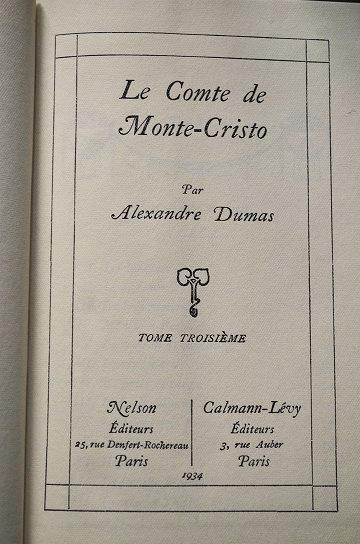 Le Comte de
Monte-Cristo
Par
Alexandre Dumas
TOME TROISIÈME
Nelson
Éditeurs
25, rue Denfert-Rochereau
Paris
Calmann-Lévy
Éditeurs
3, rue Auber
Paris
1934